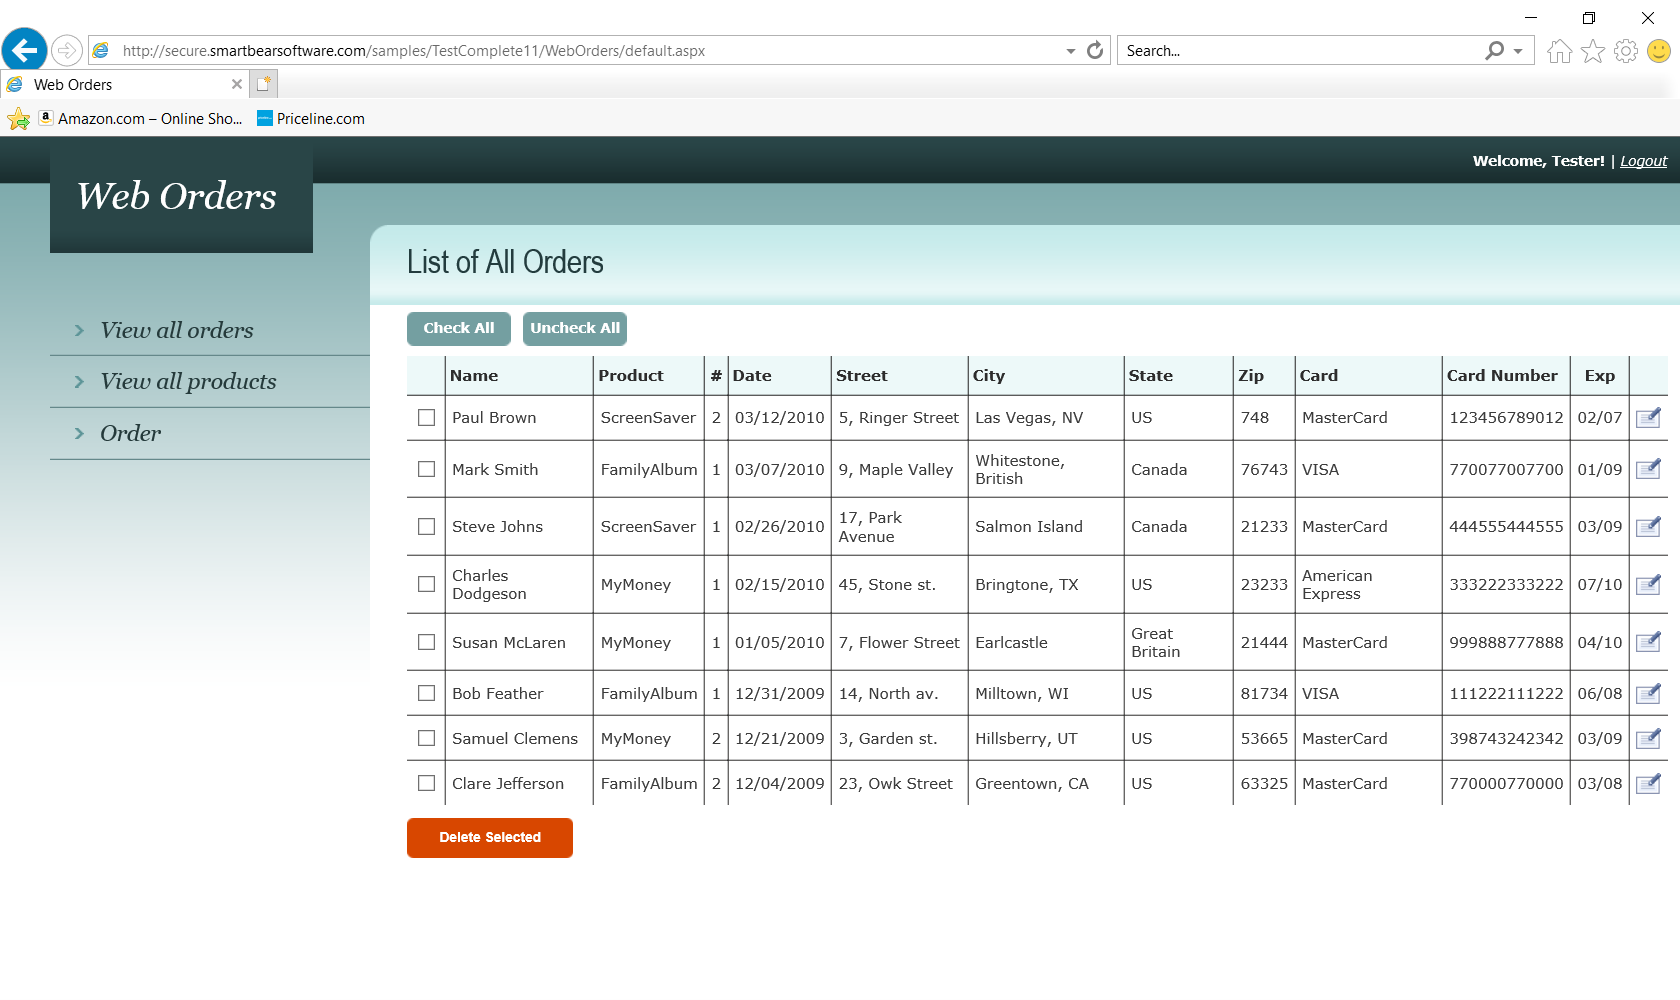 http://secure.smartbearsoftware.com/samples/TestComplete11/WebOrders/default.aspx
Search...
Web Orders
Amazon.com – Online Sho...
Priceline.com
Welcome, Tester! | Logout
Web Orders
List of All Orders
View all orders
View all products
Order
Check All Uncheck All
Name Product # Date Street City State Zip Card Card Number Exp
Paul Brown ScreenSaver 2 03/12/2010 5, Ringer Street Las Vegas, NV US 748 MasterCard 123456789012 02/07
Mark Smith FamilyAlbum 1 03/07/2010 9, Maple Valley Whitestone, British Canada 76743 VISA 770077007700 01/09
Steve Johns ScreenSaver 1 02/26/2010 17, Park Avenue Salmon Island Canada 21233 MasterCard 444555444555 03/09
Charles Dodgeson MyMoney 1 02/15/2010 45, Stone st. Bringtone, TX US 23233 American Express 333222333222 07/10
Susan McLaren MyMoney 1 01/05/2010 7, Flower Street Earlcastle Great Britain 21444 MasterCard 999888777888 04/10
Bob Feather FamilyAlbum 1 12/31/2009 14, North av. Milltown, WI US 81734 VISA 111222111222 06/08
Samuel Clemens MyMoney 2 12/21/2009 3, Garden st. Hillsberry, UT US 53665 MasterCard 398743242342 03/09
Clare Jefferson FamilyAlbum 2 12/04/2009 23, Owk Street Greentown, CA US 63325 MasterCard 770000770000 03/08
Delete Selected